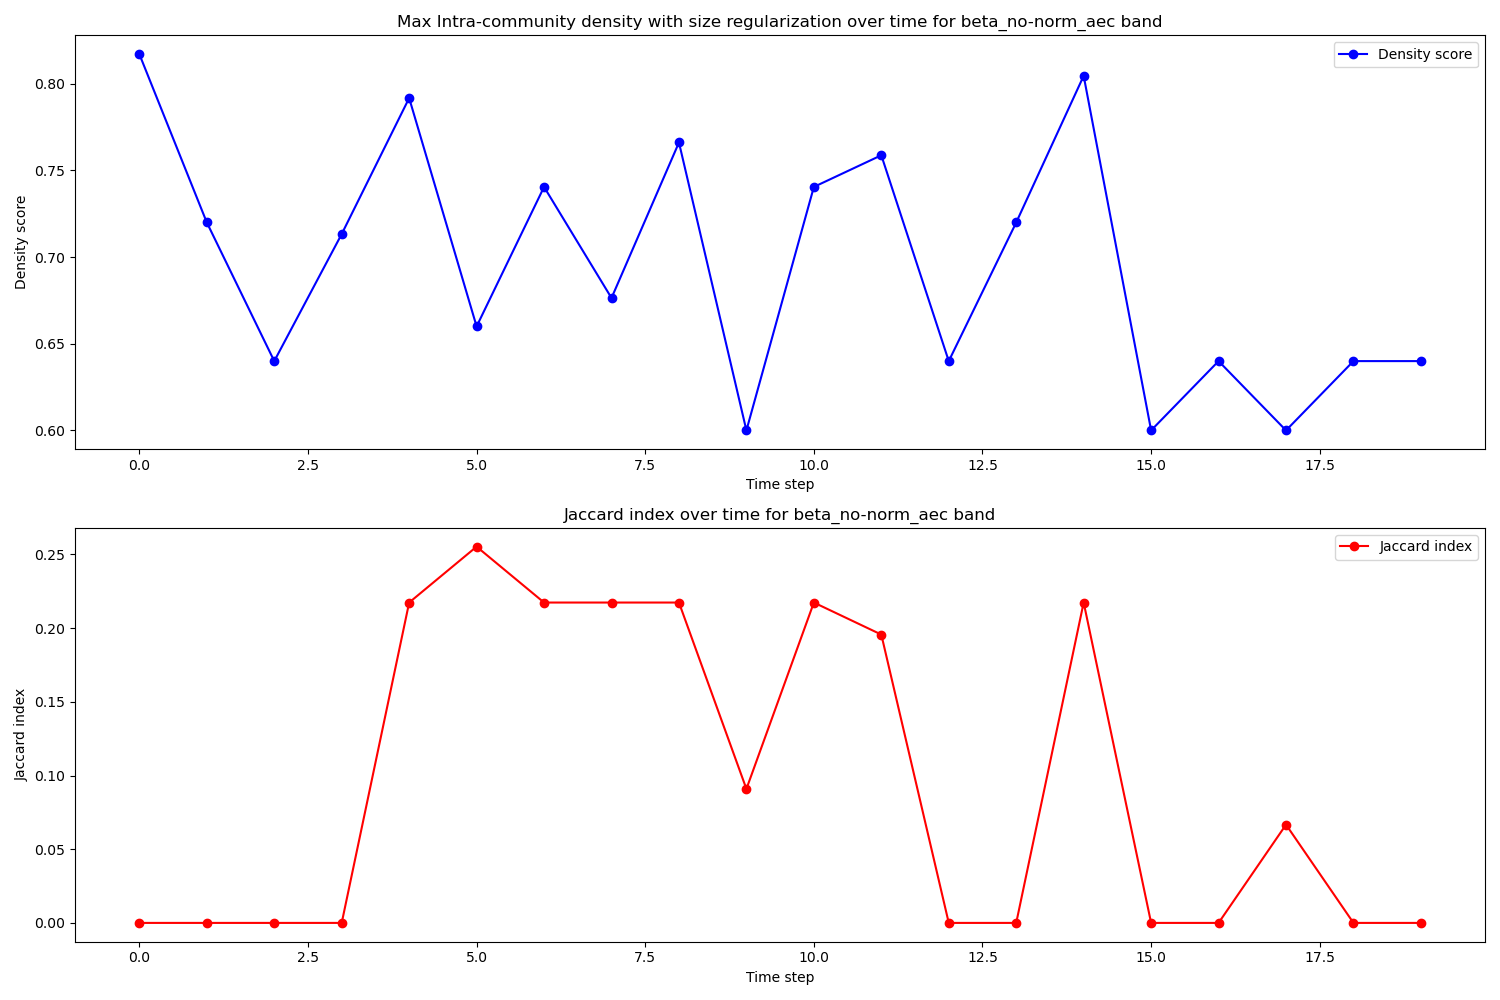 Max Intra-community density with size regularization over time for beta_no-norm_aec band
Density score
0.80
0.75
0.70
0.65
0.60
Density score
0.0 2.5 5.0 7.5 10.0 12.5 15.0 17.5
Time step
Jaccard index over time for beta_no-norm_aec band
Jaccard index
0.25
0.20
0.15
0.10
0.05
0.00
Jaccard index
0.0 2.5 5.0 7.5 10.0 12.5 15.0 17.5
Time step